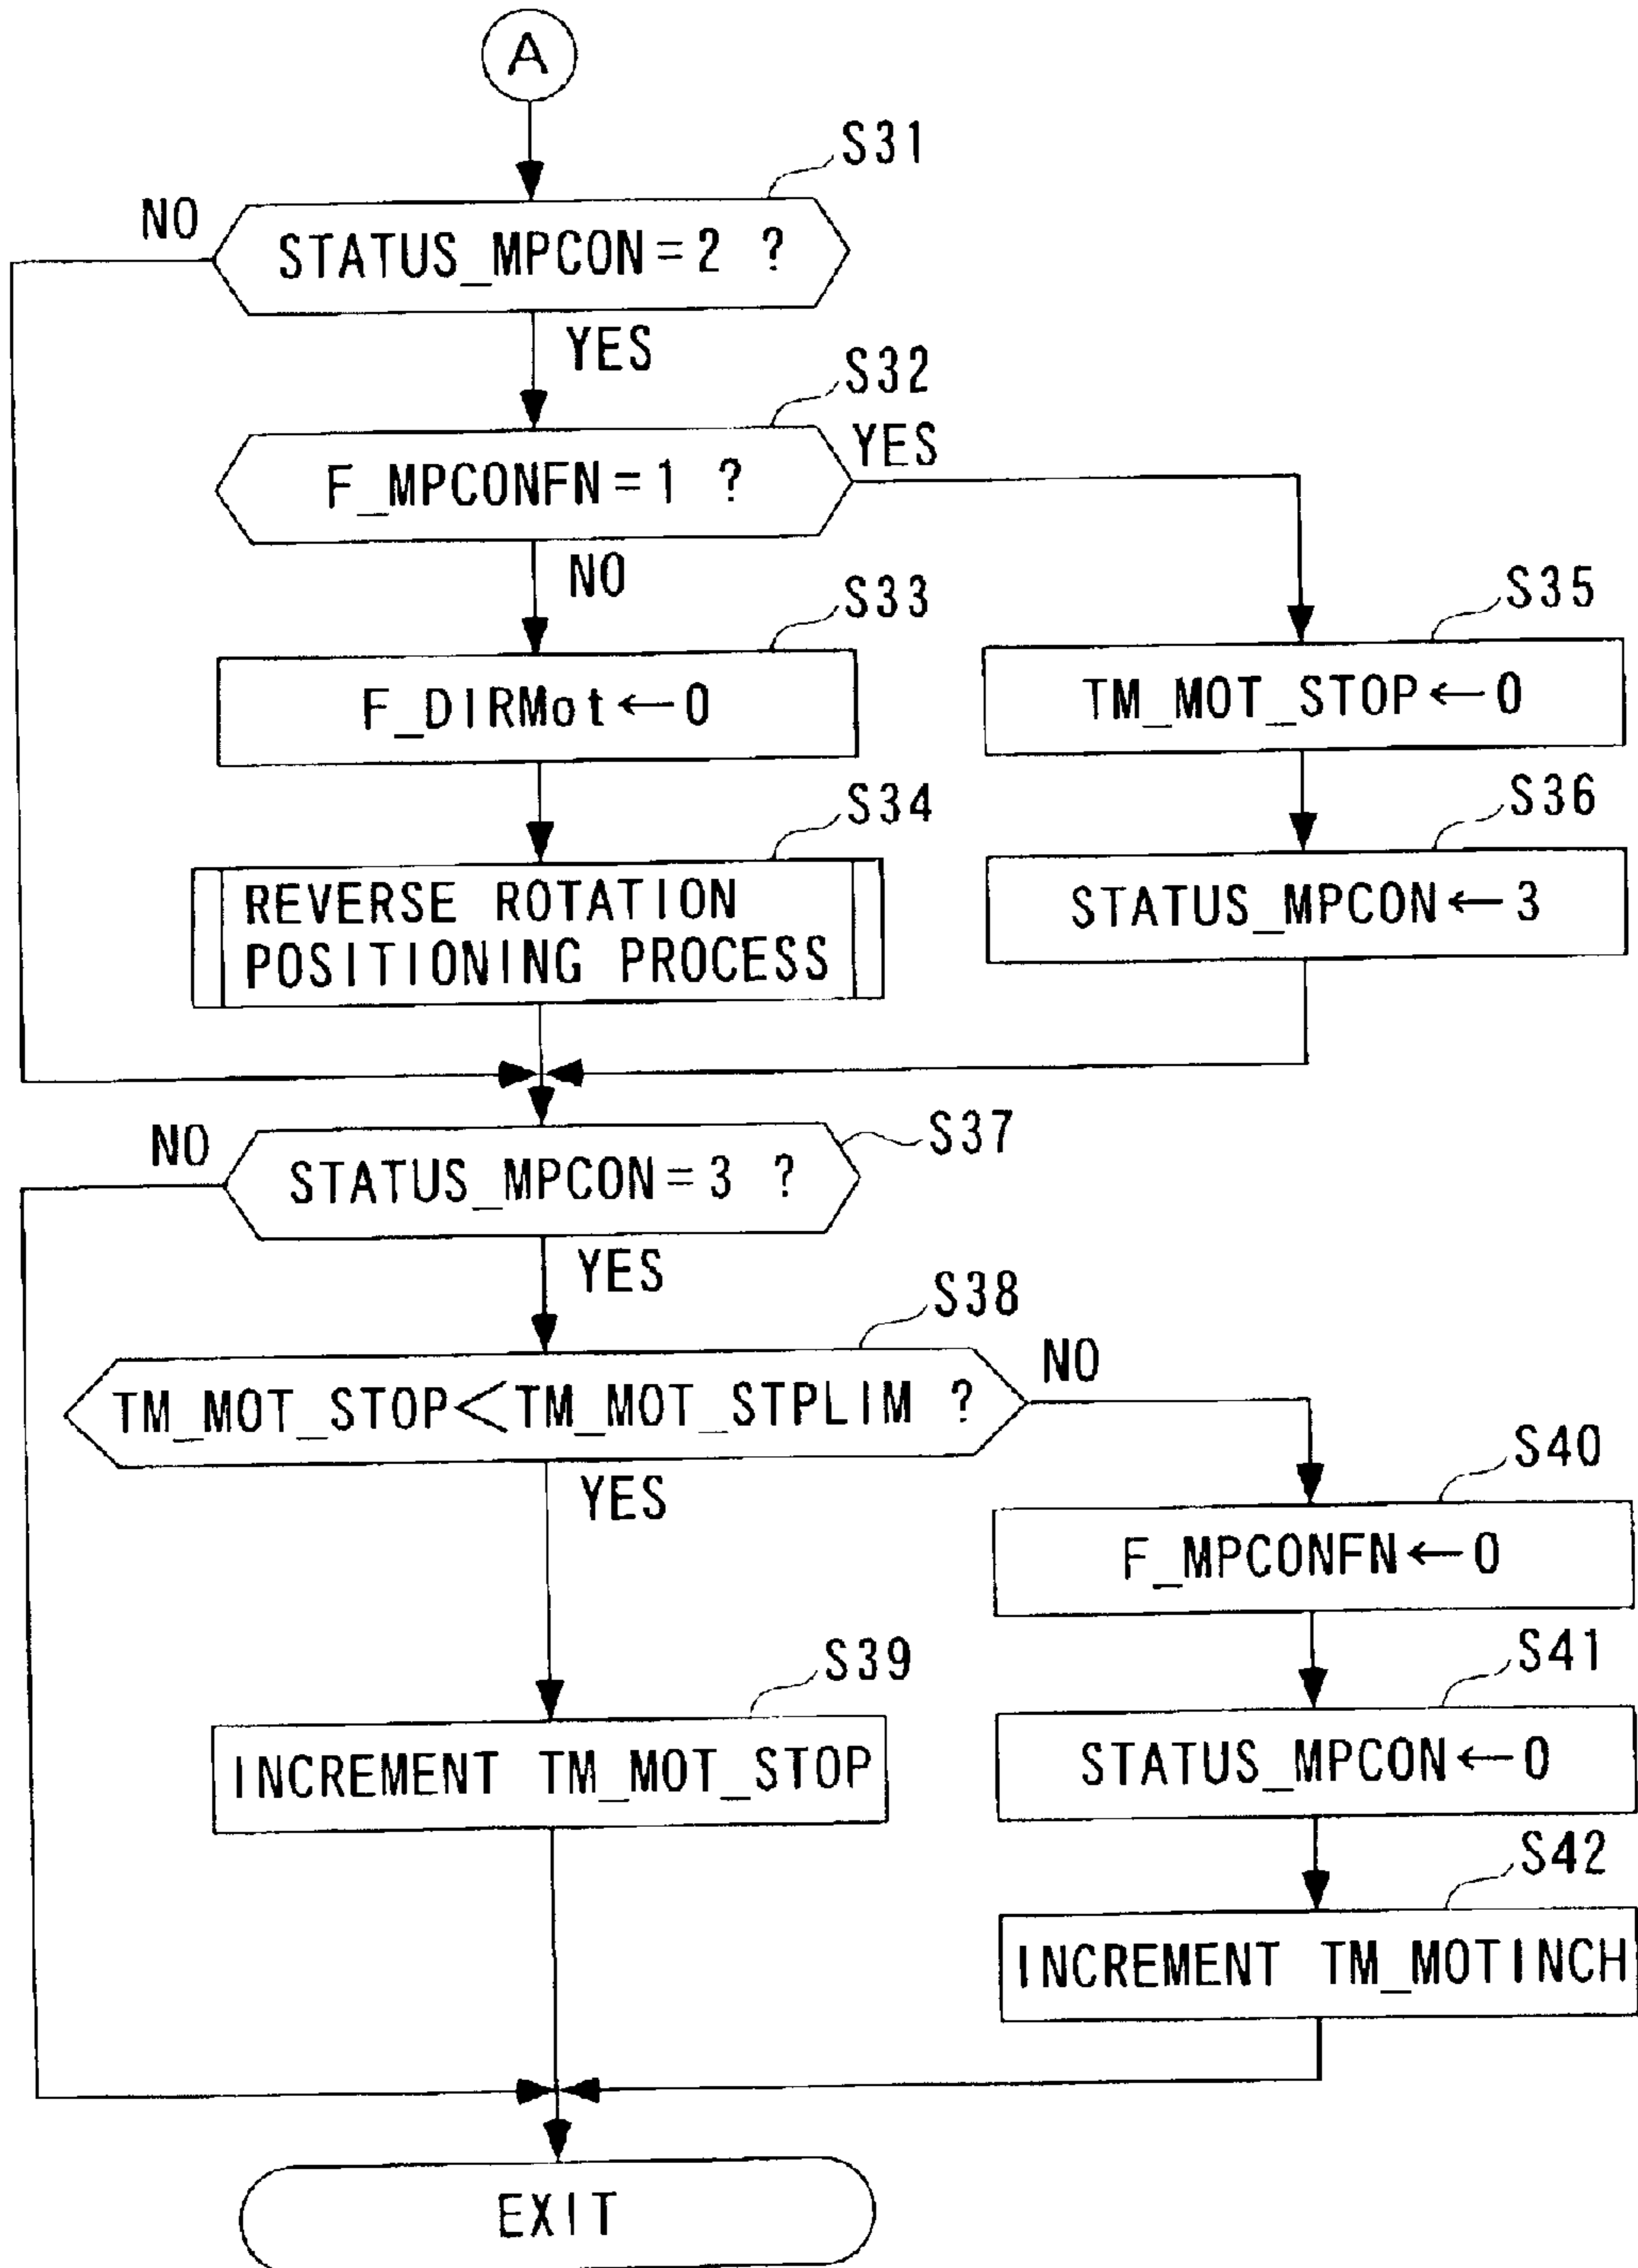 A
S31
NO
STATUS_MPCON=2 ?
YES
S32
YES
F_MPCONFN=1 ?
NO
S33
F_DIRMot←0
S35
TM_MOT_STOP←0
S34
REVERSE ROTATION
POSITIONING PROCESS
S36
STATUS_MPCON←3
NO
S37
STATUS_MPCON=3 ?
YES
S38
NO
TM_MOT_STOP<TM_MOT_STPLIM ?
YES
S40
F_MPCONFN←0
S39
INCREMENT TM_MOT_STOP
S41
STATUS_MPCON←0
S42
INCREMENT TM_MOTINCH
EXIT